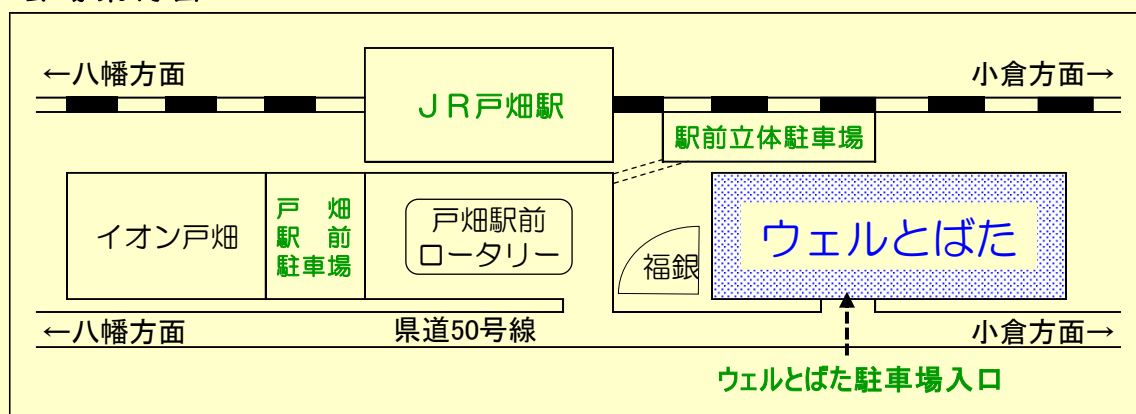 ←八幡方面
小倉方面→
ＪＲ戸畑駅
駅前立体駐車場
イオン戸畑
戸　畑
駅　前
駐車場
戸畑駅前
ロータリー
福銀
ウェルとばた
←八幡方面
県道50号線
小倉方面→
ウェルとばた駐車場入口